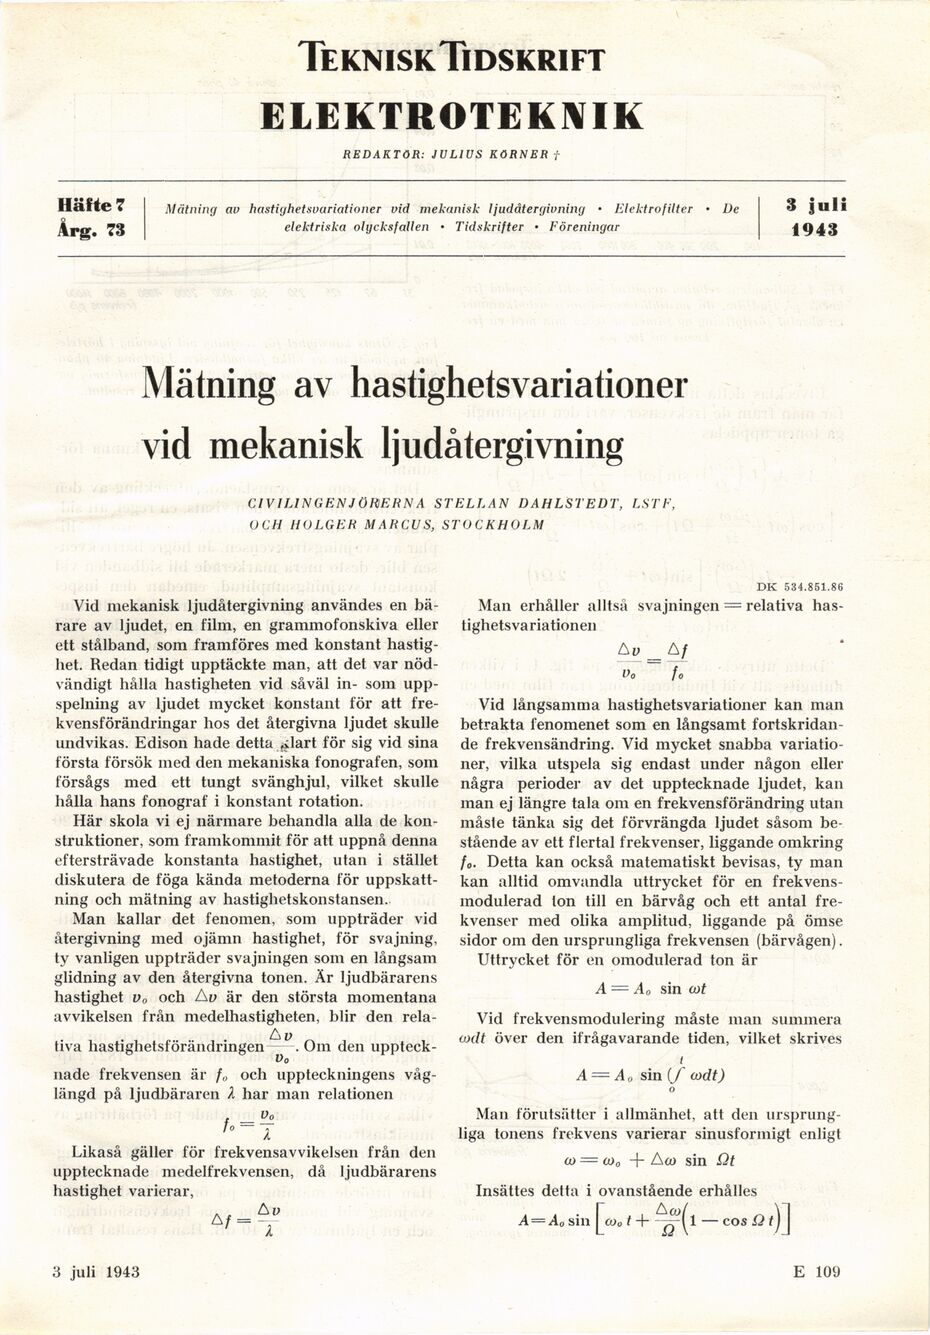 TEKNISK TIDSKRIFT
ELEKTROTEKNIK
REDAKTÖR: JULIUS KÖRNER †
Häfte 7
Årg. 73
Mätning av hastighetsvariationer vid mekanisk ljudåtergivning • Elektrofilter • De
elektriska olycksfallen • Tidskrifter • Föreningar
3 juli
1943
Mätning av hastighetsvariationer
vid mekanisk ljudåtergivning
CIVILINGENJÖRERNA STELLAN DAHLSTEDT, LSTF,
OCH HOLGER MARCUS, STOCKHOLM
DK 534.851.86
Vid mekanisk ljudåtergivning användes en bä-
rare av ljudet, en film, en grammofonskiva eller
ett stålband, som framföres med konstant hastig-
het. Redan tidigt upptäckte man, att det var nöd-
vändigt hålla hastigheten vid såväl in- som upp-
spelning av ljudet mycket konstant för att fre-
kvensförändringar hos det återgivna ljudet skulle
undvikas. Edison hade detta klart för sig vid sina
första försök med den mekaniska fonografen, som
försågs med ett tungt svänghjul, vilket skulle
hålla hans fonograf i konstant rotation.
Här skola vi ej närmare behandla alla de kon-
struktioner, som framkommit för att uppnå denna
eftersträvade konstanta hastighet, utan i stället
diskutera de föga kända metoderna för uppskatt-
ning och mätning av hastighetskonstansen.
Man kallar det fenomen, som uppträder vid
återgivning med ojämn hastighet, för svajning,
ty vanligen uppträder svajningen som en långsam
glidning av den återgivna tonen. Är ljudbärarens
hastighet v₀ och Δv är den största momentana
avvikelsen från medelhastigheten, blir den rela-
tiva hastighetsförändringen Δv/v₀. Om den uppteck-
nade frekvensen är f₀ och uppteckningens våg-
längd på ljudbäraren λ har man relationen
f₀ = v₀/λ
Likaså gäller för frekvensavvikelsen från den
upptecknade medelfrekvensen, då ljudbärarens
hastighet varierar,
Δf = Δv/λ
Man erhåller alltså svajningen = relativa has-
tighetsvariationen
Δv/v₀ = Δf/f₀
Vid långsamma hastighetsvariationer kan man
betrakta fenomenet som en långsamt fortskridan-
de frekvensändring. Vid mycket snabba variatio-
ner, vilka utspela sig endast under någon eller
några perioder av det upptecknade ljudet, kan
man ej längre tala om en frekvensförändring utan
måste tänka sig det förvrängda ljudet såsom be-
stående av ett flertal frekvenser, liggande omkring
f₀. Detta kan också matematiskt bevisas, ty man
kan alltid omvandla uttrycket för en frekvens-
modulerad ton till en bärvåg och ett antal fre-
kvenser med olika amplitud, liggande på ömse
sidor om den ursprungliga frekvensen (bärvågen).
Uttrycket för en omodulerad ton är
A = A₀ sin ωt
Vid frekvensmodulering måste man summera
ωdt över den ifrågavarande tiden, vilket skrives
A = A₀ sin (∫₀ᵗ ωdt)
Man förutsätter i allmänhet, att den ursprung-
liga tonens frekvens varierar sinusformigt enligt
ω = ω₀ + Δω sin Ωt
Insättes detta i ovanstående erhålles
A = A₀ sin [ω₀ t + Δω/Ω (1 — cos Ω t)]
3 juli 1943
E 109